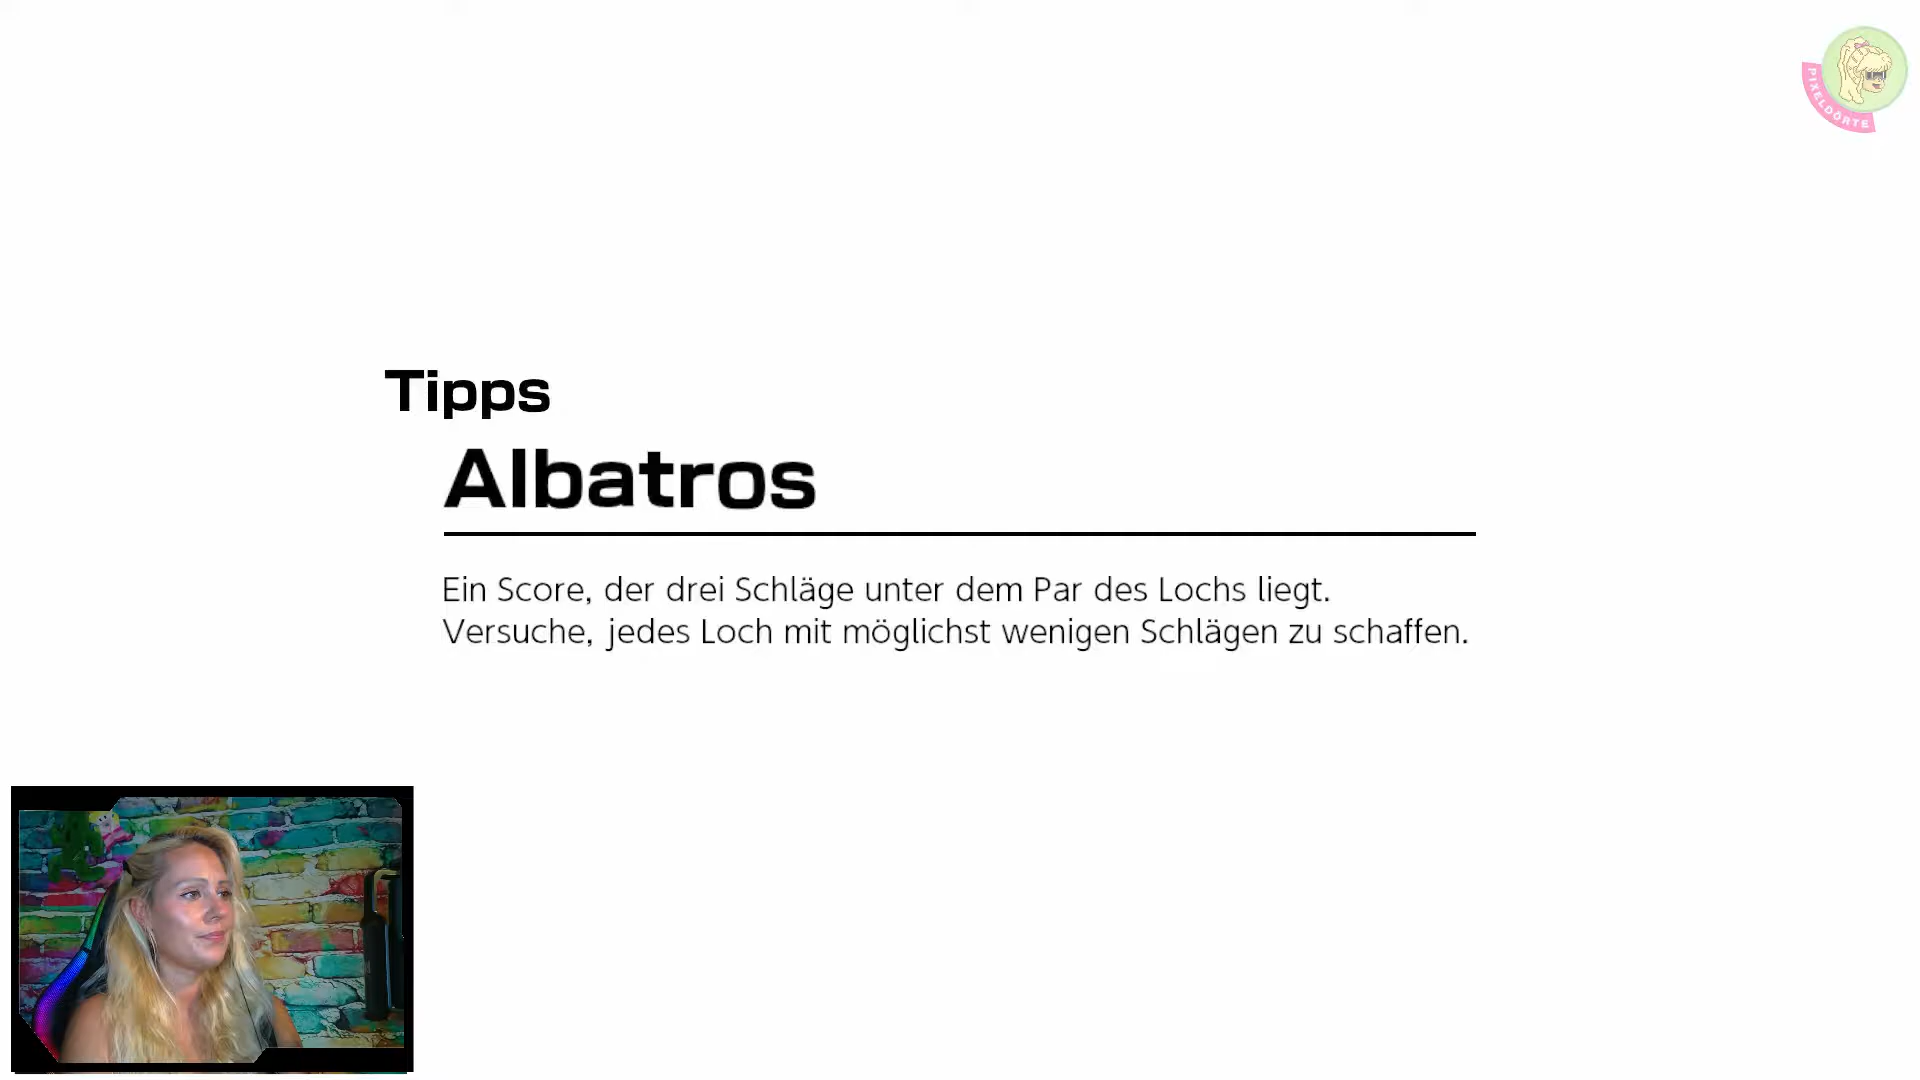 PIXELDÖRTE
Tipps
Albatros
Ein Score, der drei Schläge unter dem Par des Lochs liegt.
Versuche, jedes Loch mit möglichst wenigen Schlägen zu schaffen.